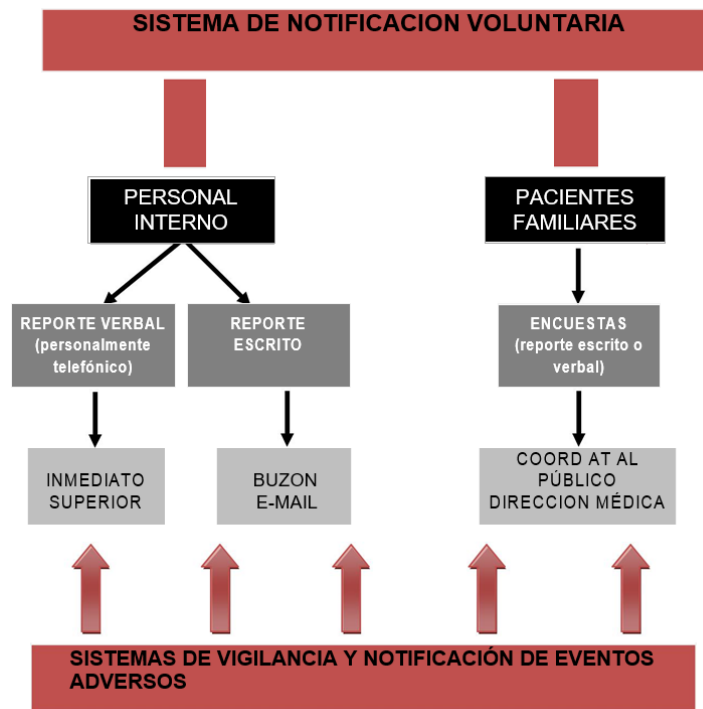 SISTEMA DE NOTIFICACION VOLUNTARIA
PERSONAL
INTERNO
PACIENTES
FAMILIARES
REPORTE VERBAL
(personalmente
telefónico)
REPORTE
ESCRITO
ENCUESTAS
(reporte escrito o
verbal)
INMEDIATO
SUPERIOR
BUZON
E-MAIL
COORD AT AL
PÚBLICO
DIRECCION MÉDICA
SISTEMAS DE VIGILANCIA Y NOTIFICACIÓN DE EVENTOS
ADVERSOS